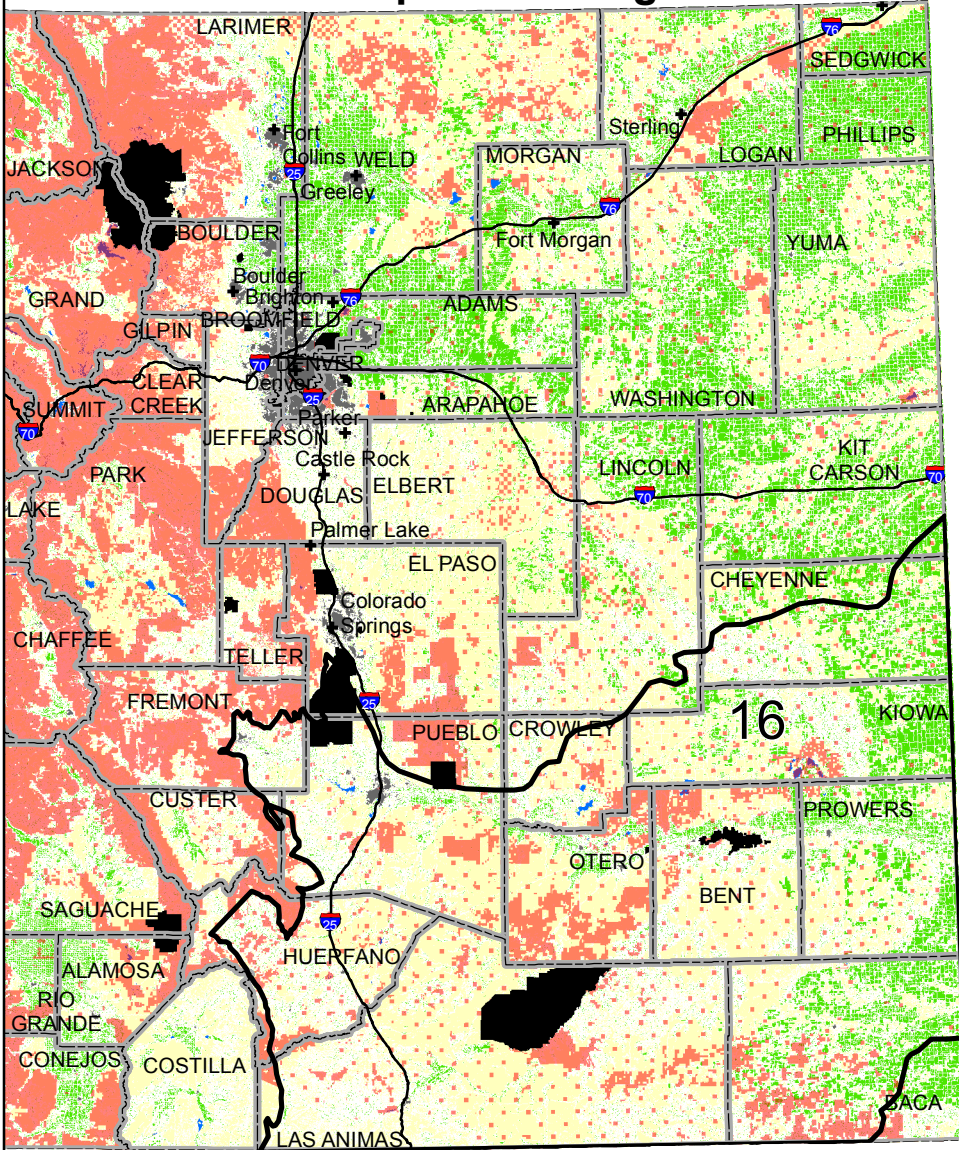 LARIMER
76
SEDGWICK
Sterling
PHILLIPS
Fort
Collins
WELD
MORGAN
LOGAN
JACKSON
25
Greeley
76
BOULDER
Fort Morgan
YUMA
Boulder
GRAND
Brighton
76
ADAMS
BROOMFIELD
GILPIN
70
DENVER
Denver
CLEAR
CREEK
25
ARAPAHOE
WASHINGTON
SUMMIT
70
Parker
JEFFERSON
KIT
CARSON
Castle Rock
LINCOLN
PARK
DOUGLAS
ELBERT
70
70
LAKE
Palmer Lake
EL PASO
CHEYENNE
Colorado
Springs
CHAFFEE
TELLER
FREMONT
25
16
KIOWA
PUEBLO
CROWLEY
CUSTER
PROWERS
OTERO
BENT
SAGUACHE
25
HUERFANO
ALAMOSA
RIO
GRANDE
CONEJOS
COSTILLA
BACA
LAS ANIMAS